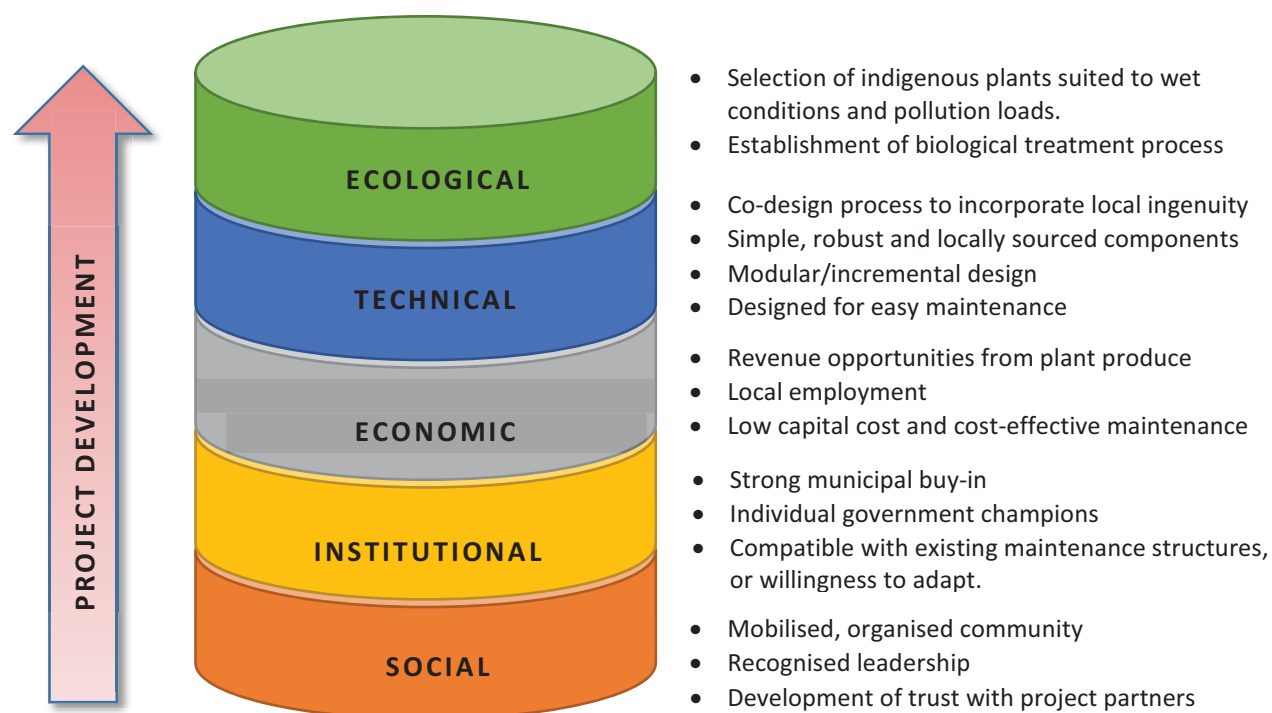 PROJECT DEVELOPMENT
ECOLOGICAL
• Selection of indigenous plants suited to wet
conditions and pollution loads.
• Establishment of biological treatment process
TECHNICAL
• Co-design process to incorporate local ingenuity
• Simple, robust and locally sourced components
• Modular/incremental design
• Designed for easy maintenance
ECONOMIC
• Revenue opportunities from plant produce
• Local employment
• Low capital cost and cost-effective maintenance
INSTITUTIONAL
• Strong municipal buy-in
• Individual government champions
• Compatible with existing maintenance structures,
or willingness to adapt.
SOCIAL
• Mobilised, organised community
• Recognised leadership
• Development of trust with project partners